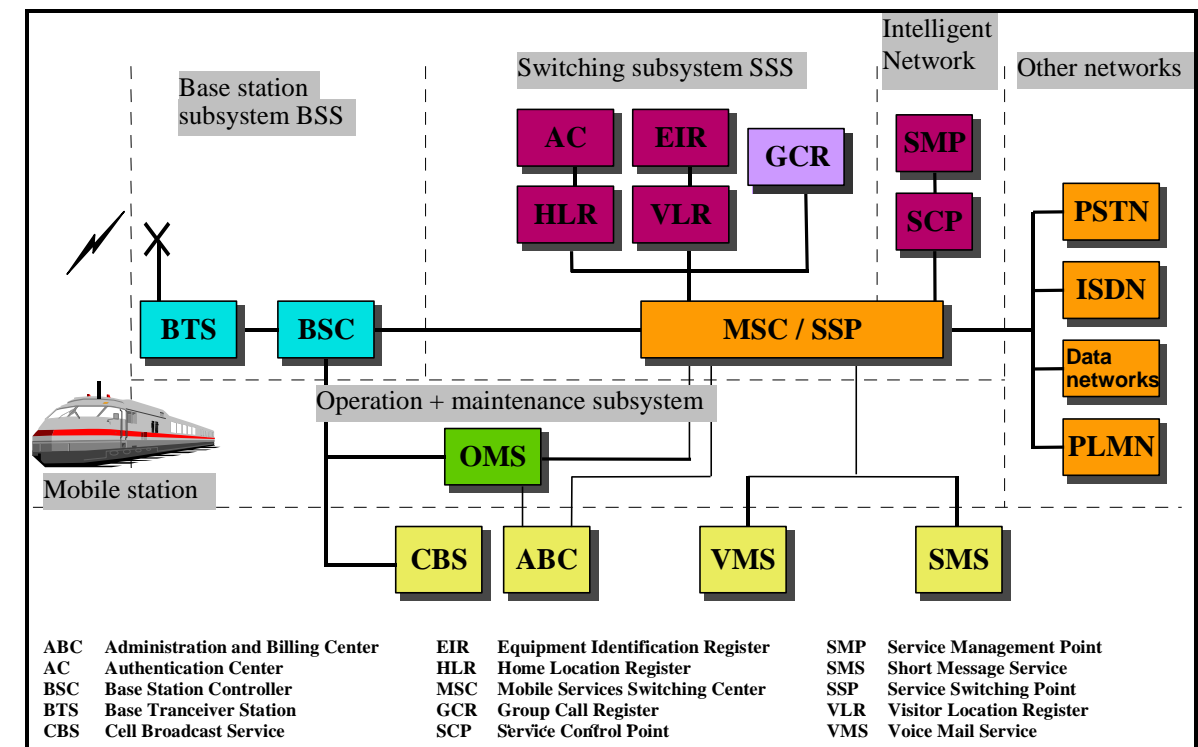 Intelligent
Network
Switching subsystem SSS
Other networks
Base station
subsystem BSS
AC
EIR
GCR
SMP
HLR
VLR
SCP
PSTN
ISDN
BTS
BSC
MSC / SSP
Data
networks
Operation + maintenance subsystem
PLMN
OMS
Mobile station
CBS
ABC
VMS
SMS
ABC Administration and Billing Center
AC Authentication Center
BSC Base Station Controller
BTS Base Tranceiver Station
CBS Cell Broadcast Service
EIR Equipment Identification Register
HLR Home Location Register
MSC Mobile Services Switching Center
GCR Group Call Register
SCP Service Control Point
SMP Service Management Point
SMS Short Message Service
SSP Service Switching Point
VLR Visitor Location Register
VMS Voice Mail Service